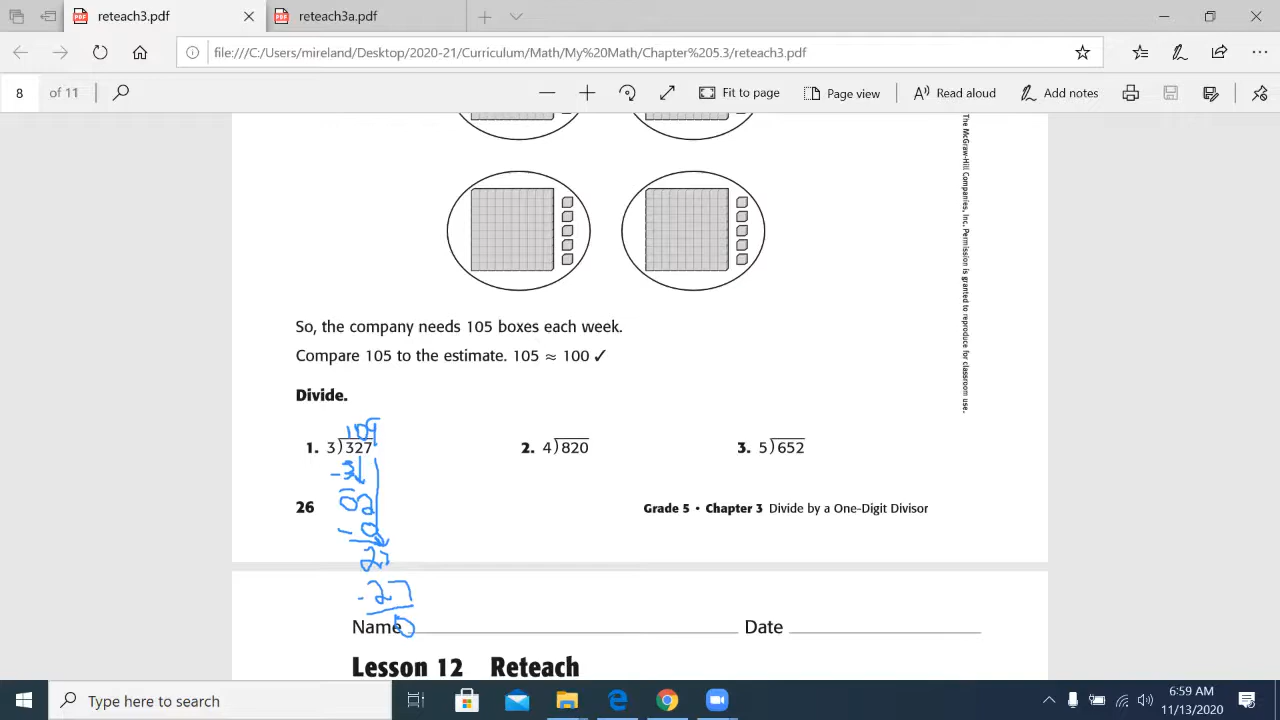 reteach3.pdf
reteach3.pdf
file:///C:/Users/mireland/Desktop/2020-21/Curriculum/Math/My%20Math/Chapter%205.3/reteach3.pdf
8 of 11
Fit to page
Page view
Read aloud
Add notes
The McGraw-Hill Companies, Inc. Permission is granted to reproduce for classroom use.
So, the company needs 105 boxes each week.
Compare 105 to the estimate. 105 ≈ 100 ✓
Divide.
1. 3)327 2. 4)820 3. 5)652
26
Grade 5 • Chapter 3 Divide by a One–Digit Divisor
Name
Date
Lesson 12 Reteach
Type here to search
6:59 AM
11/13/2020